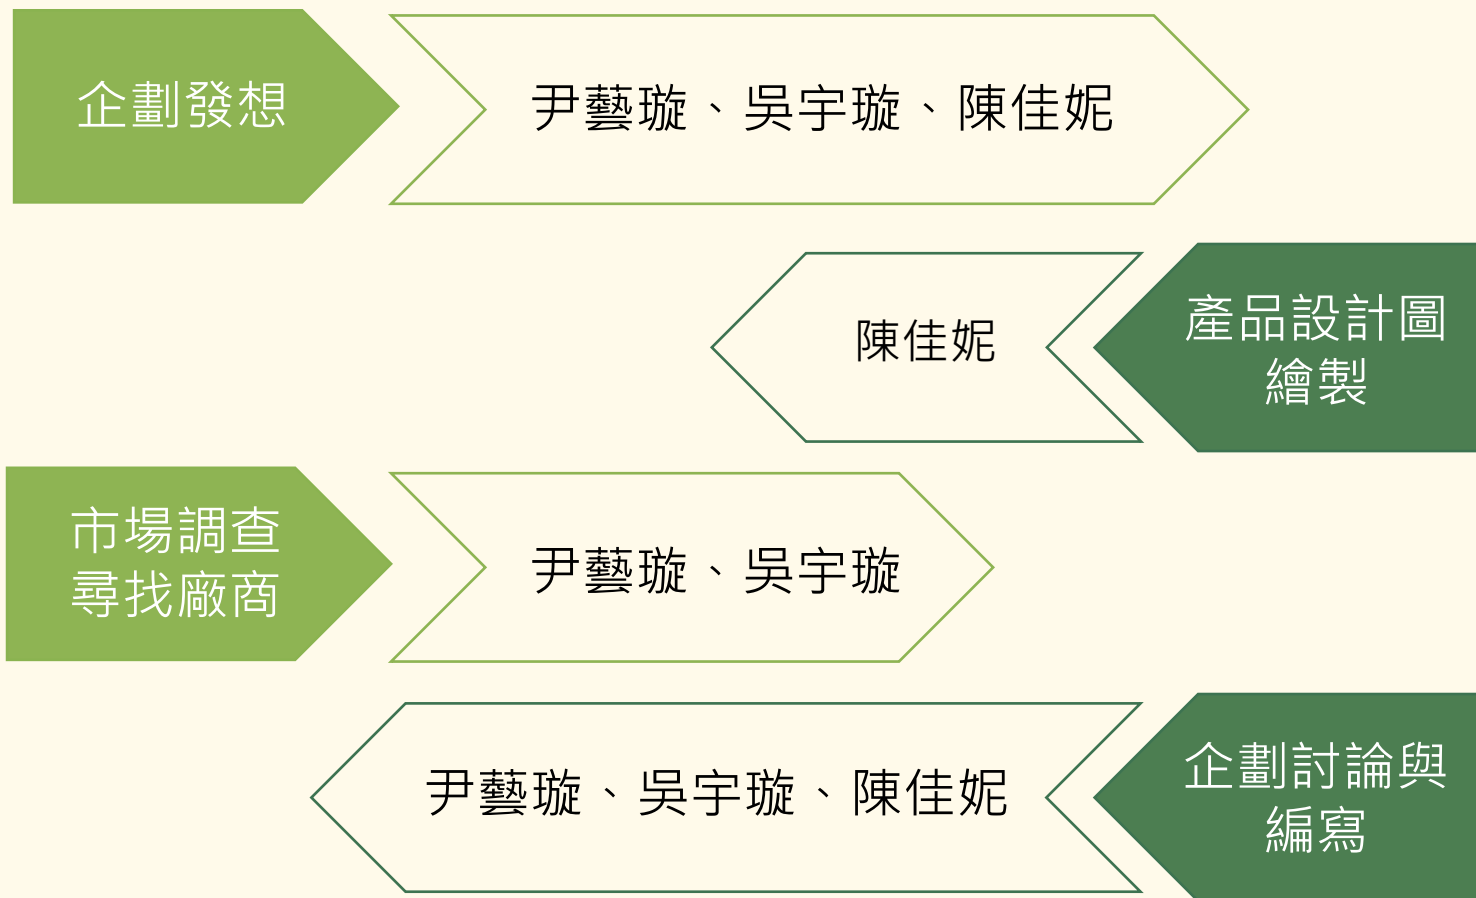 企劃發想
尹藝璇、吳宇璇、陳佳妮
陳佳妮
產品設計圖
繪製
市場調查
尋找廠商
尹藝璇、吳宇璇
尹藝璇、吳宇璇、陳佳妮
企劃討論與
編寫